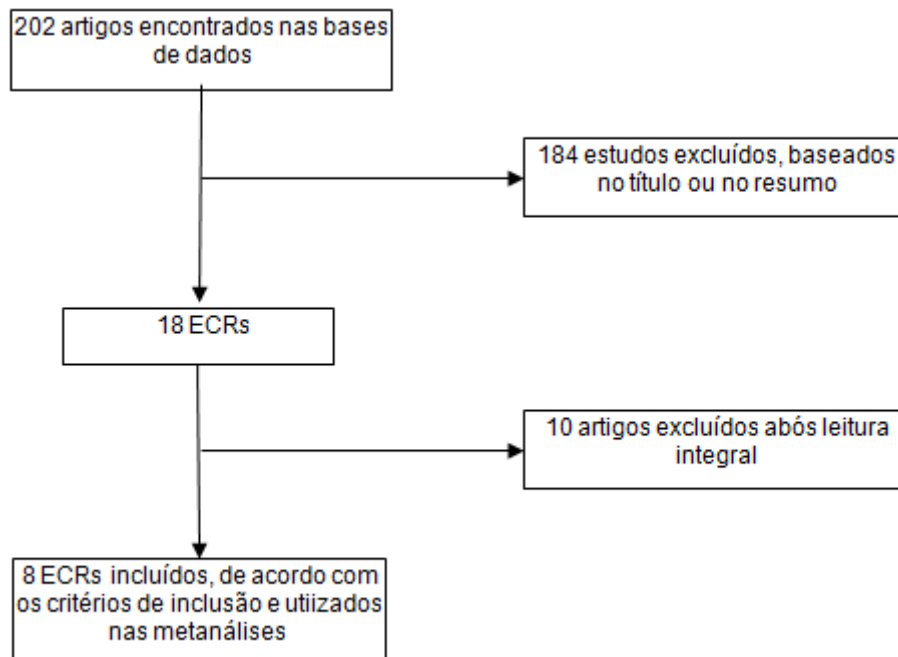 202 artigos encontrados nas bases
de dados
184 estudos excluídos, baseados
no título ou no resumo
18 ECRs
10 artigos excluídos abós leitura
integral
8 ECRs incluídos, de acordo com
os critérios de inclusão e utiizados
nas metanálises